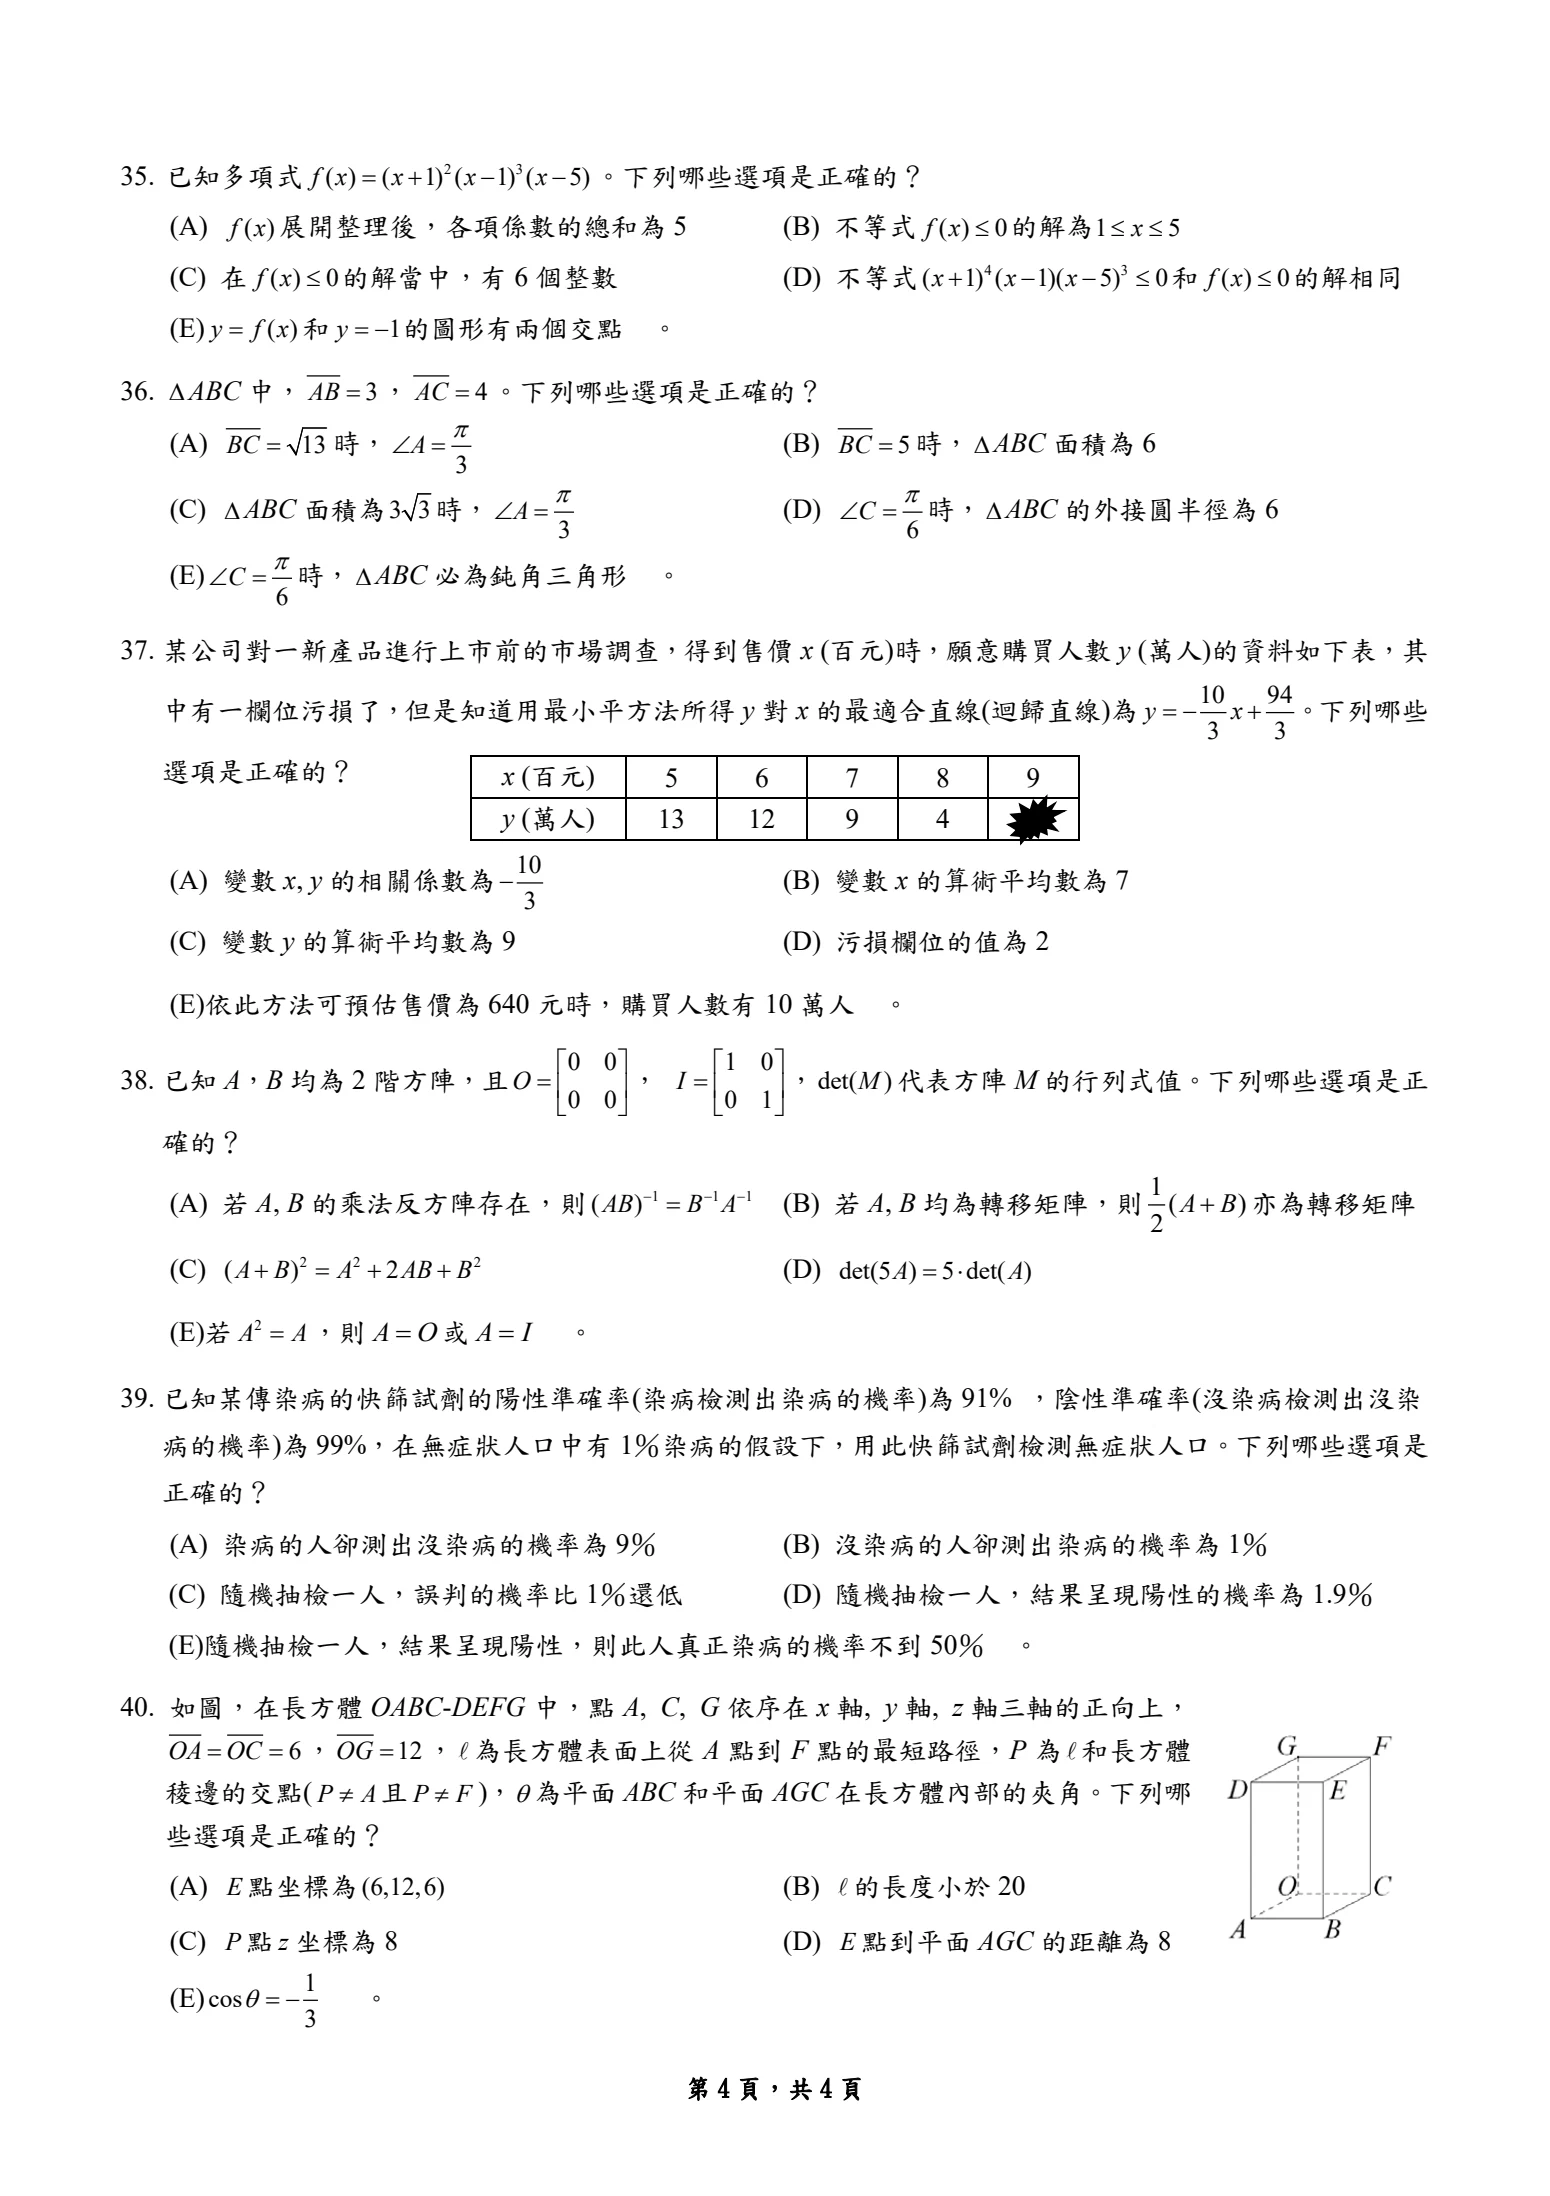 35. 已知多項式 f(x) = (x+1)²(x−1)³(x−5)。下列哪些選項是正確的？
(A) f(x)展開整理後，各項係數的總和為 5 (B) 不等式 f(x) ≤ 0的解為1≤ x ≤ 5
(C) 在 f(x) ≤ 0的解當中，有 6 個整數 (D) 不等式(x+1)⁴(x−1)(x−5)³ ≤ 0和 f(x) ≤ 0的解相同
(E) y = f(x)和 y = −1的圖形有兩個交點 。
36. ΔABC 中，A̅B̅ = 3，A̅C̅ = 4。下列哪些選項是正確的？
(A) B̅C̅ = √13 時，∠A = π/3 (B) B̅C̅ = 5 時，ΔABC 面積為 6
(C) ΔABC 面積為3√3 時，∠A = π/3 (D) ∠C = π/6 時，ΔABC 的外接圓半徑為 6
(E)∠C = π/6 時，ΔABC 必為鈍角三角形 。
37. 某公司對一新產品進行上市前的市場調查，得到售價 x (百元)時，願意購買人數 y (萬人)的資料如下表，其
中有一欄位污損了，但是知道用最小平方法所得 y 對 x 的最適合直線(迴歸直線)為 y = −10/3 x + 94/3。下列哪些
選項是正確的？
x (百元) 5 6 7 8 9
y (萬人) 13 12 9 4
(A) 變數 x, y 的相關係數為 −10/3 (B) 變數 x 的算術平均數為 7
(C) 變數 y 的算術平均數為 9 (D) 污損欄位的值為 2
(E)依此方法可預估售價為 640 元時，購買人數有 10 萬人 。
38. 已知 A，B 均為 2 階方陣，且 O = [0 0; 0 0]， I = [1 0; 0 1]，det(M)代表方陣 M 的行列式值。下列哪些選項是正
確的？
(A) 若 A, B 的乘法反方陣存在，則(AB)⁻¹ = B⁻¹A⁻¹ (B) 若 A, B 均為轉移矩陣，則 1/2(A+B)亦為轉移矩陣
(C) (A+B)² = A² + 2AB + B² (D) det(5A) = 5·det(A)
(E)若 A² = A，則 A = O 或 A = I 。
39. 已知某傳染病的快篩試劑的陽性準確率(染病檢測出染病的機率)為 91% ，陰性準確率(沒染病檢測出沒染
病的機率)為 99%，在無症狀人口中有 1％染病的假設下，用此快篩試劑檢測無症狀人口。下列哪些選項是
正確的？
(A) 染病的人卻測出沒染病的機率為 9％ (B) 沒染病的人卻測出染病的機率為 1％
(C) 隨機抽檢一人，誤判的機率比 1％還低 (D) 隨機抽檢一人，結果呈現陽性的機率為 1.9％
(E)隨機抽檢一人，結果呈現陽性，則此人真正染病的機率不到 50％ 。
40. 如圖，在長方體 OABC-DEFG 中，點 A, C, G 依序在 x 軸, y 軸, z 軸三軸的正向上，
O̅A̅ = O̅C̅ = 6，O̅G̅ = 12，ℓ 為長方體表面上從 A 點到 F 點的最短路徑，P 為 ℓ 和長方體
稜邊的交點( P ≠ A 且 P ≠ F )，θ 為平面 ABC 和平面 AGC 在長方體內部的夾角。下列哪
些選項是正確的？
(A) E 點坐標為(6,12,6) (B) ℓ 的長度小於 20
(C) P 點 z 坐標為 8 (D) E 點到平面 AGC 的距離為 8
(E) cosθ = −1/3 。
G F
D E
O C
A B
第 4 頁，共 4 頁